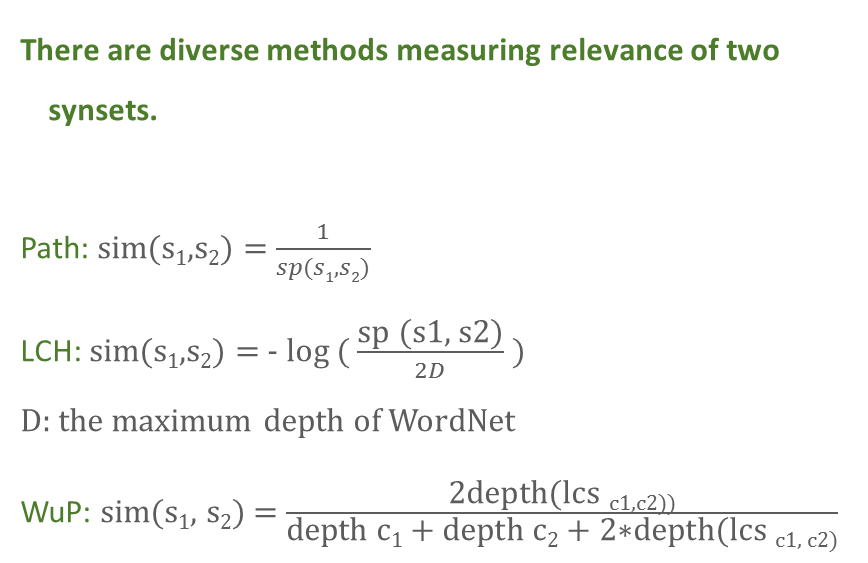 There are diverse methods measuring relevance of two
synsets.
Path: sim(s₁,s₂) = 1 / sp(s₁,s₂)
LCH: sim(s₁,s₂) = - log ( sp (s1, s2) / 2D )
D: the maximum depth of WordNet
WuP: sim(s₁, s₂) = 2depth(lcs c1,c2)) / depth c₁ + depth c₂ + 2*depth(lcs c1, c2)